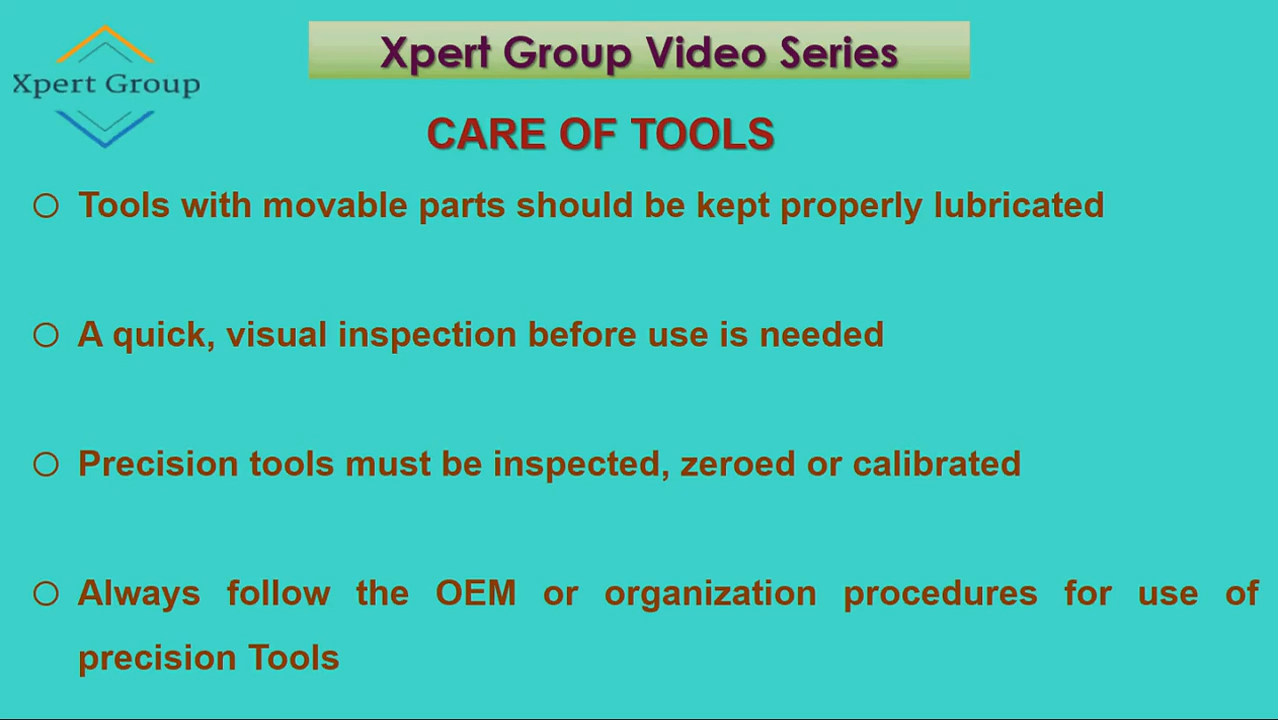 Xpert Group Video Series
Xpert Group
CARE OF TOOLS
Tools with movable parts should be kept properly lubricated
A quick, visual inspection before use is needed
Precision tools must be inspected, zeroed or calibrated
Always follow the OEM or organization procedures for use of
precision Tools